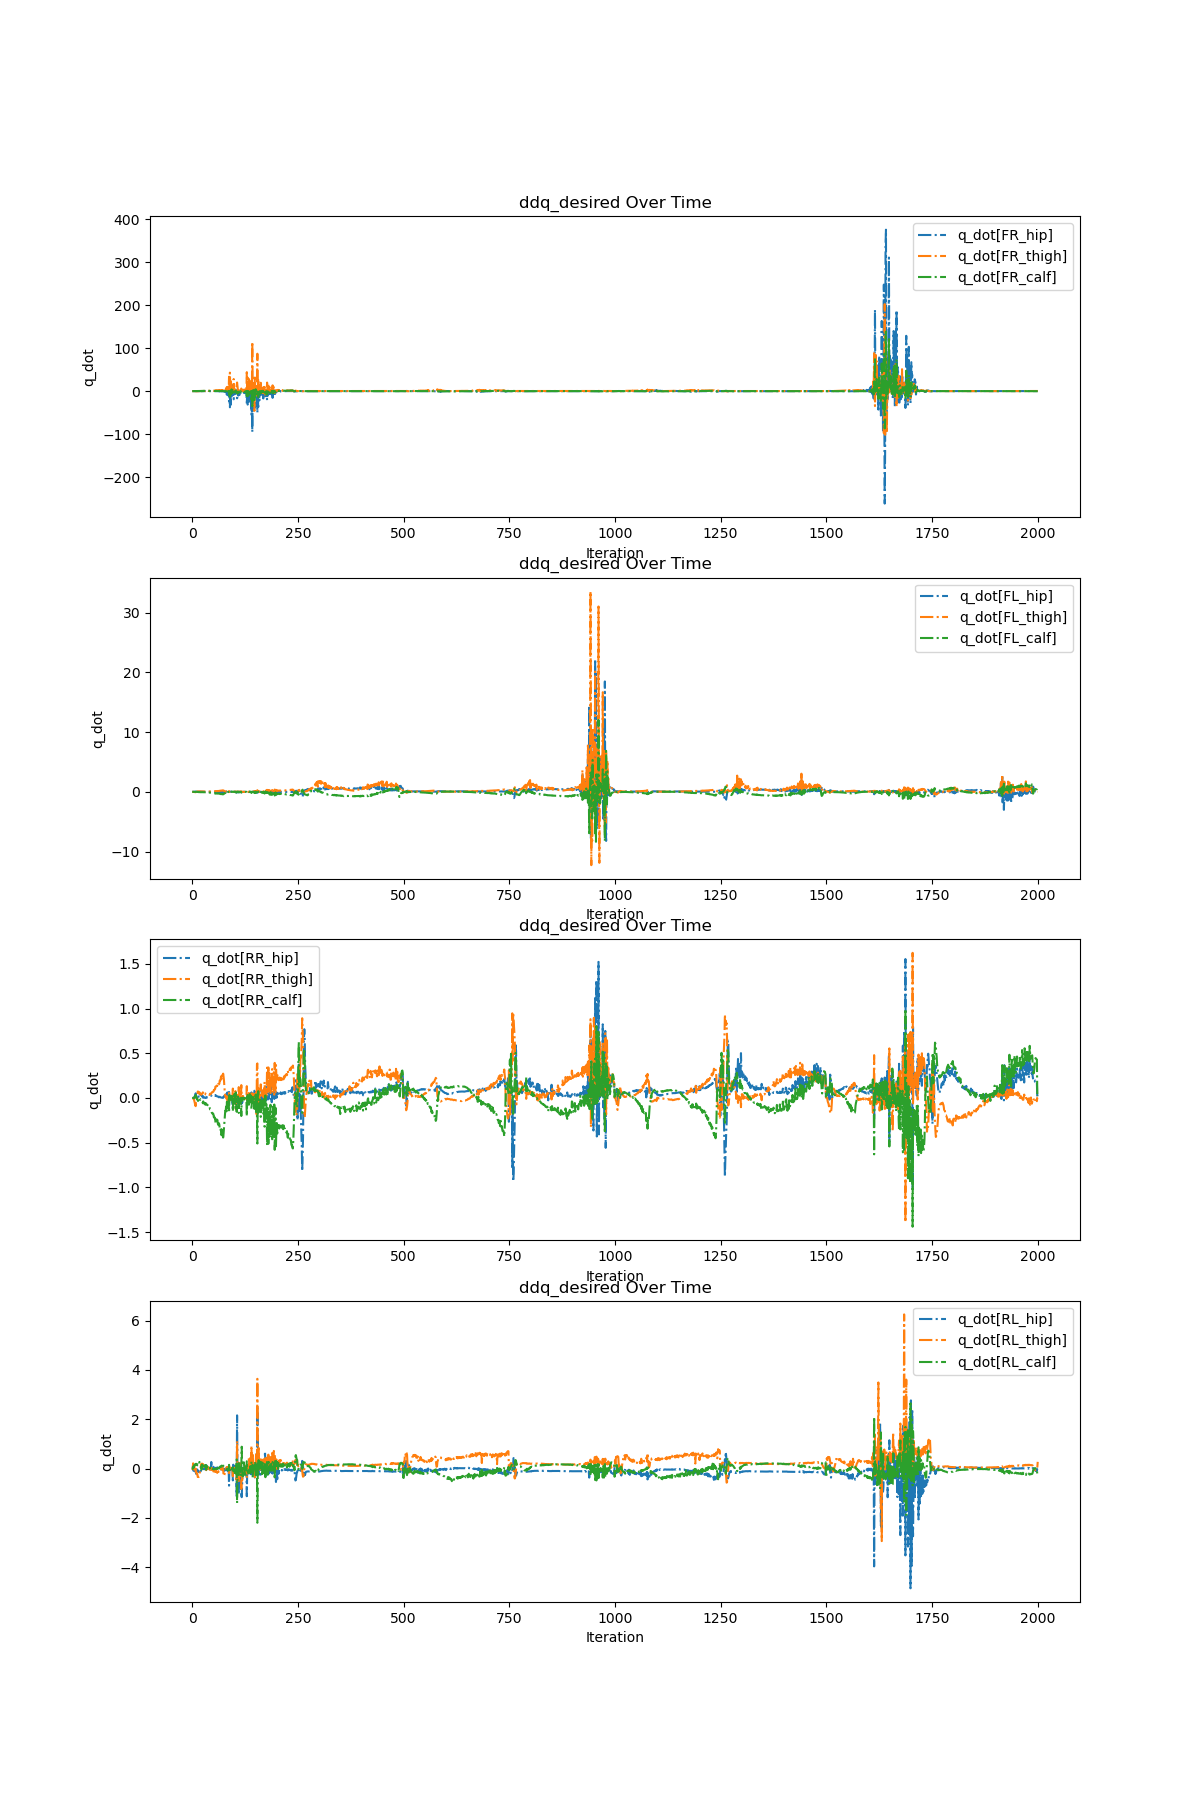 ddq_desired Over Time
400
300
200
100
0
−100
−200
q_dot
q_dot[FR_hip]
q_dot[FR_thigh]
q_dot[FR_calf]
0 250 500 750 1000 1250 1500 1750 2000
Iteration
ddq_desired Over Time
30
20
10
0
−10
q_dot
q_dot[FL_hip]
q_dot[FL_thigh]
q_dot[FL_calf]
0 250 500 750 1000 1250 1500 1750 2000
Iteration
ddq_desired Over Time
1.5
1.0
0.5
0.0
−0.5
−1.0
−1.5
q_dot
q_dot[RR_hip]
q_dot[RR_thigh]
q_dot[RR_calf]
0 250 500 750 1000 1250 1500 1750 2000
Iteration
ddq_desired Over Time
6
4
2
0
−2
−4
q_dot
q_dot[RL_hip]
q_dot[RL_thigh]
q_dot[RL_calf]
0 250 500 750 1000 1250 1500 1750 2000
Iteration